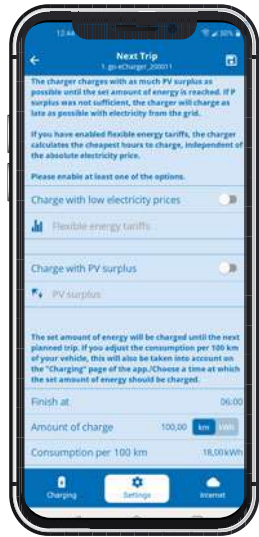 12:44
50%
Next Trip
1. go-eCharger_200011
The charger charges with as much PV surplus as
possible until the set amount of energy is reached. If P
surplus was not sufficient, the charger will charge as
late as possible with electricity from the grid.
If you have enabled flexible energy tariffs, the charger
calculates the cheapest hours to charge, independent of
the absolute electricity price.
Please enable at least one of the options.
Charge with low electricity prices
Flexible energy tariffs
Charge with PV surplus
PV surplus
The set amount of energy will be charged until the next
planned trip. If you adjust the consumption per 100 km
of your vehicle, this will also be taken into account on
the "Charging" page of the app./Choose a time at which
the set amount of energy should be charged.
Finish at 06:00
Amount of charge 100,00 km kWh
Consumption per 100 km 18,00 kWh
Charging Settings Internet